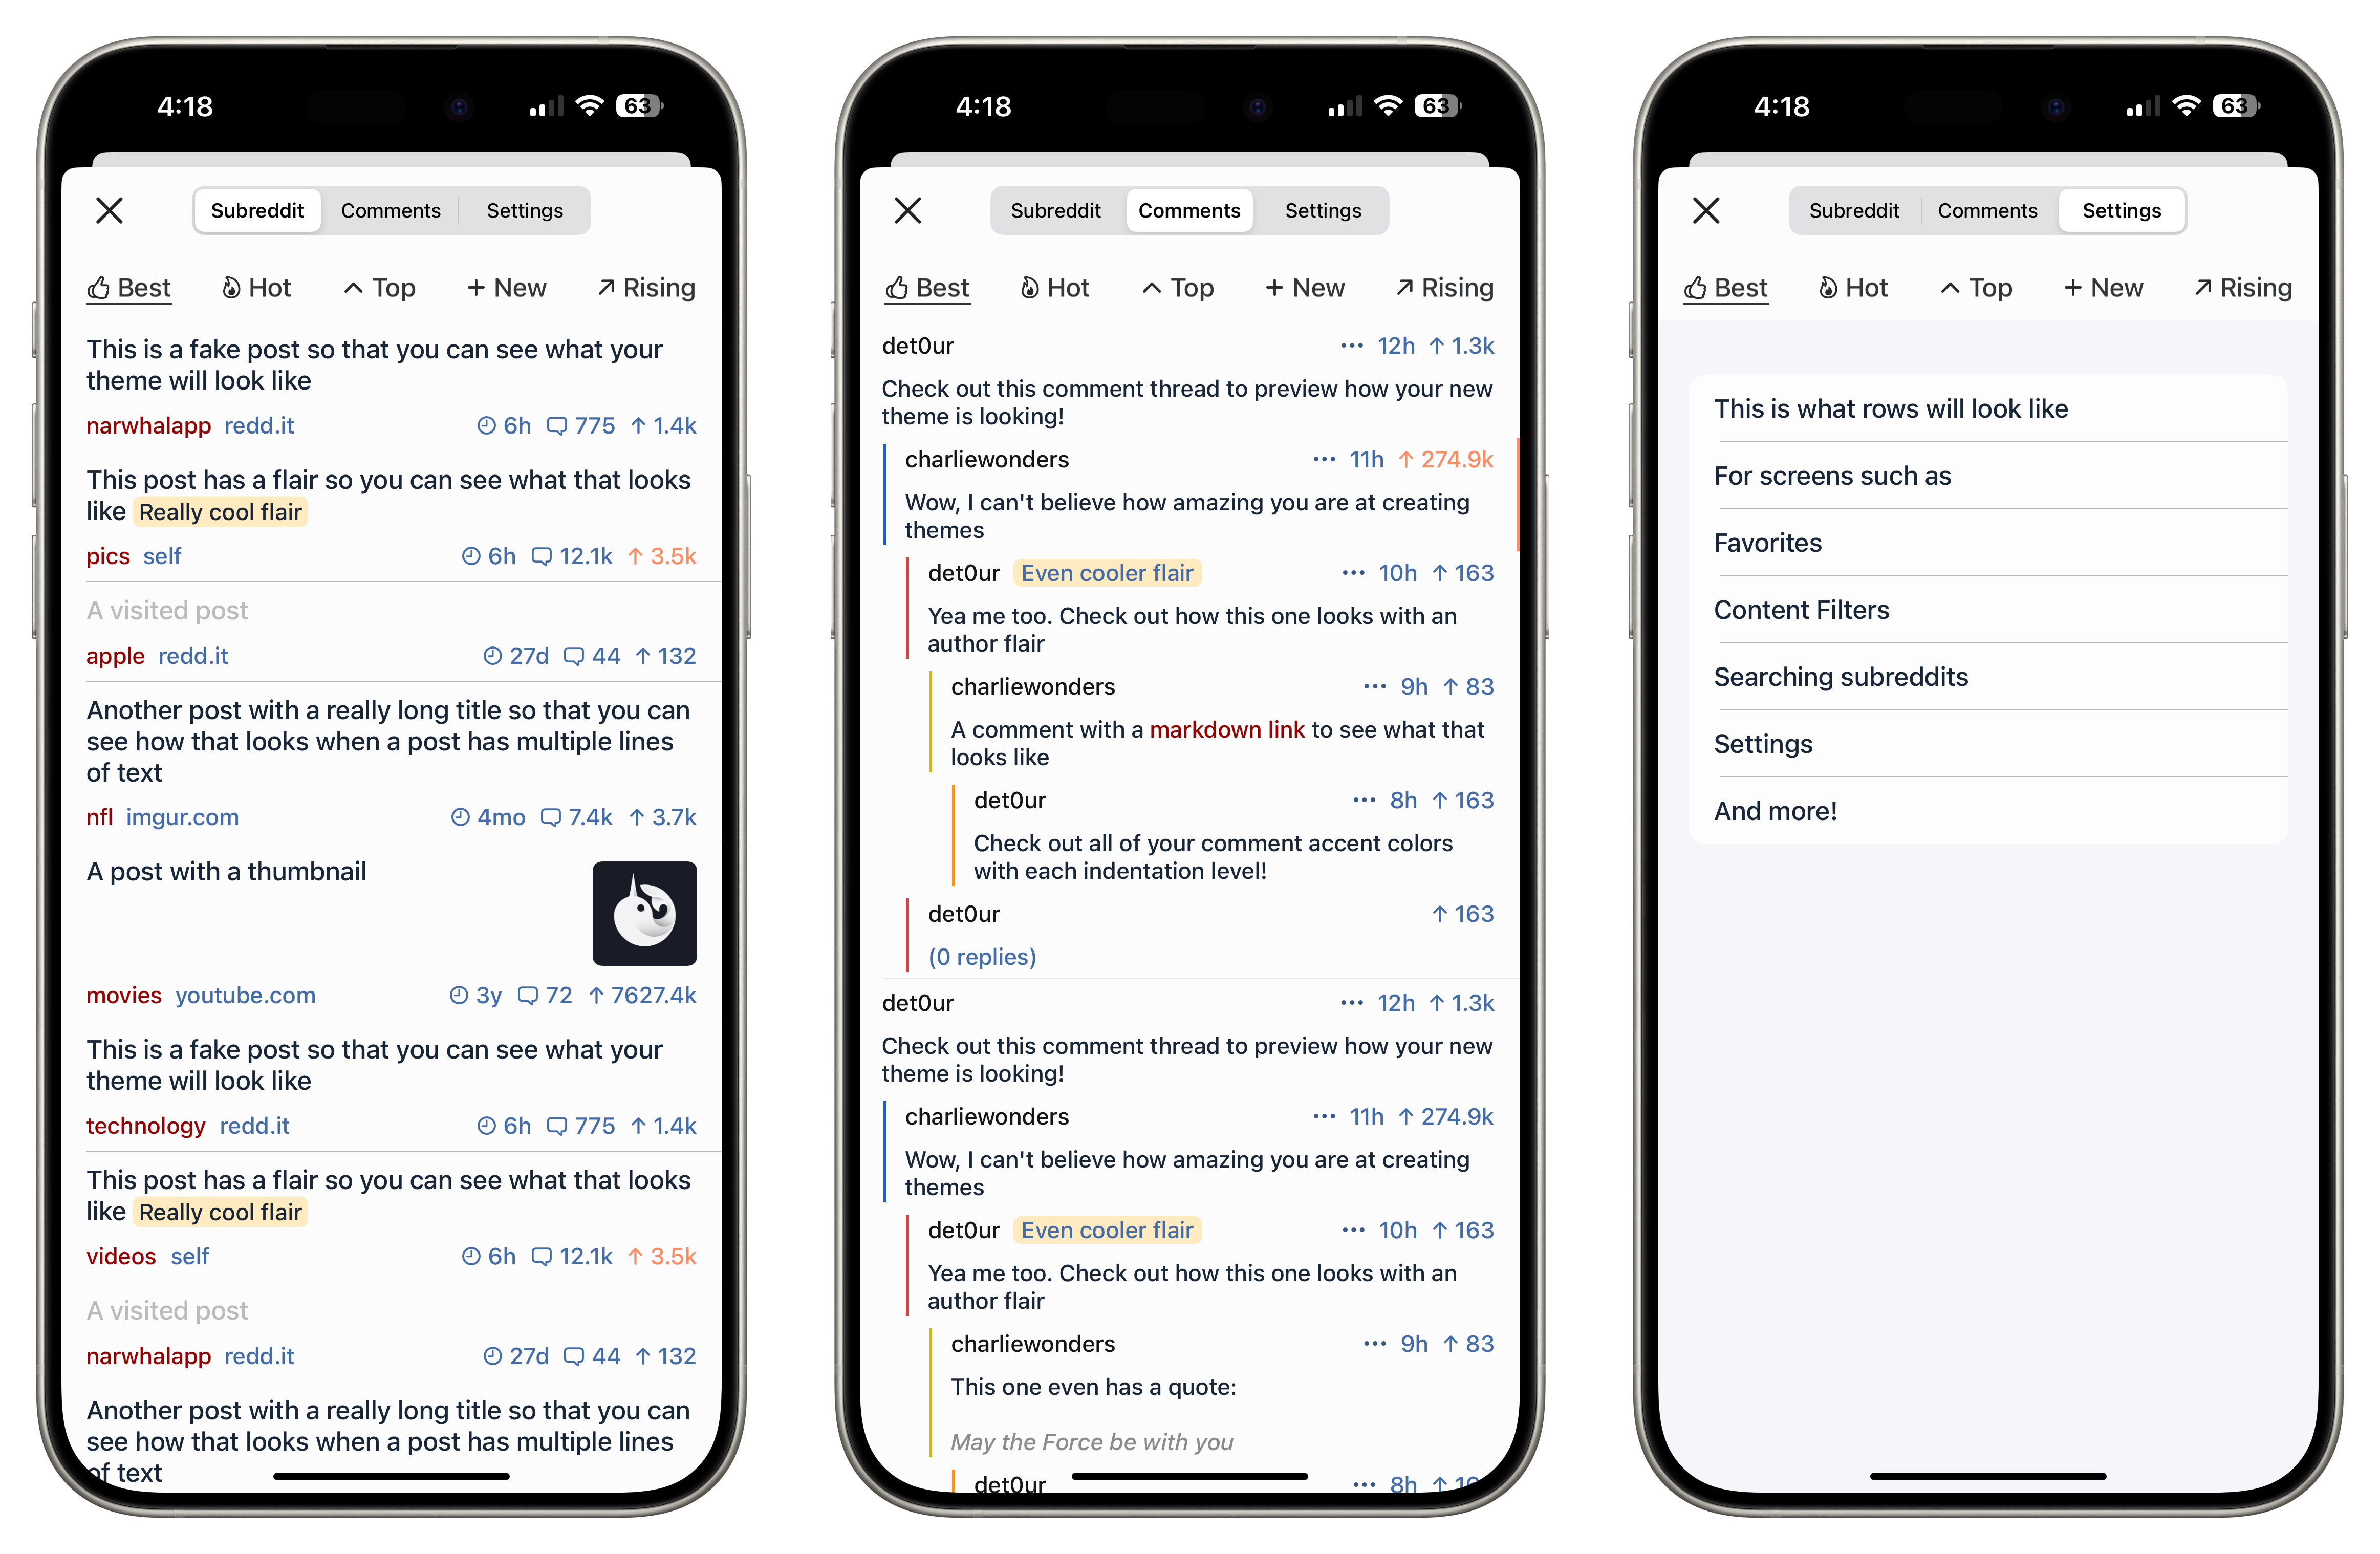 4:18
63
Subreddit Comments Settings
Best Hot Top New Rising
This is a fake post so that you can see what your
theme will look like
narwhalapp redd.it 6h 775 1.4k
This post has a flair so you can see what that looks
like Really cool flair
pics self 6h 12.1k 3.5k
A visited post
apple redd.it 27d 44 132
Another post with a really long title so that you can
see how that looks when a post has multiple lines
of text
nfl imgur.com 4mo 7.4k 3.7k
A post with a thumbnail
movies youtube.com 3y 72 7627.4k
This is a fake post so that you can see what your
theme will look like
technology redd.it 6h 775 1.4k
This post has a flair so you can see what that looks
like Really cool flair
videos self 6h 12.1k 3.5k
A visited post
narwhalapp redd.it 27d 44 132
Another post with a really long title so that you can
see how that looks when a post has multiple lines
of text
4:18
63
Subreddit Comments Settings
Best Hot Top New Rising
det0ur ••• 12h 1.3k
Check out this comment thread to preview how your new
theme is looking!
charliewonders ••• 11h 274.9k
Wow, I can't believe how amazing you are at creating
themes
det0ur Even cooler flair ••• 10h 163
Yea me too. Check out how this one looks with an
author flair
charliewonders ••• 9h 83
A comment with a markdown link to see what that
looks like
det0ur ••• 8h 163
Check out all of your comment accent colors
with each indentation level!
det0ur 163
(0 replies)
det0ur ••• 12h 1.3k
Check out this comment thread to preview how your new
theme is looking!
charliewonders ••• 11h 274.9k
Wow, I can't believe how amazing you are at creating
themes
det0ur Even cooler flair ••• 10h 163
Yea me too. Check out how this one looks with an
author flair
charliewonders ••• 9h 83
This one even has a quote:
May the Force be with you
det0ur ••• 8h
4:18
63
Subreddit Comments Settings
Best Hot Top New Rising
This is what rows will look like
For screens such as
Favorites
Content Filters
Searching subreddits
Settings
And more!